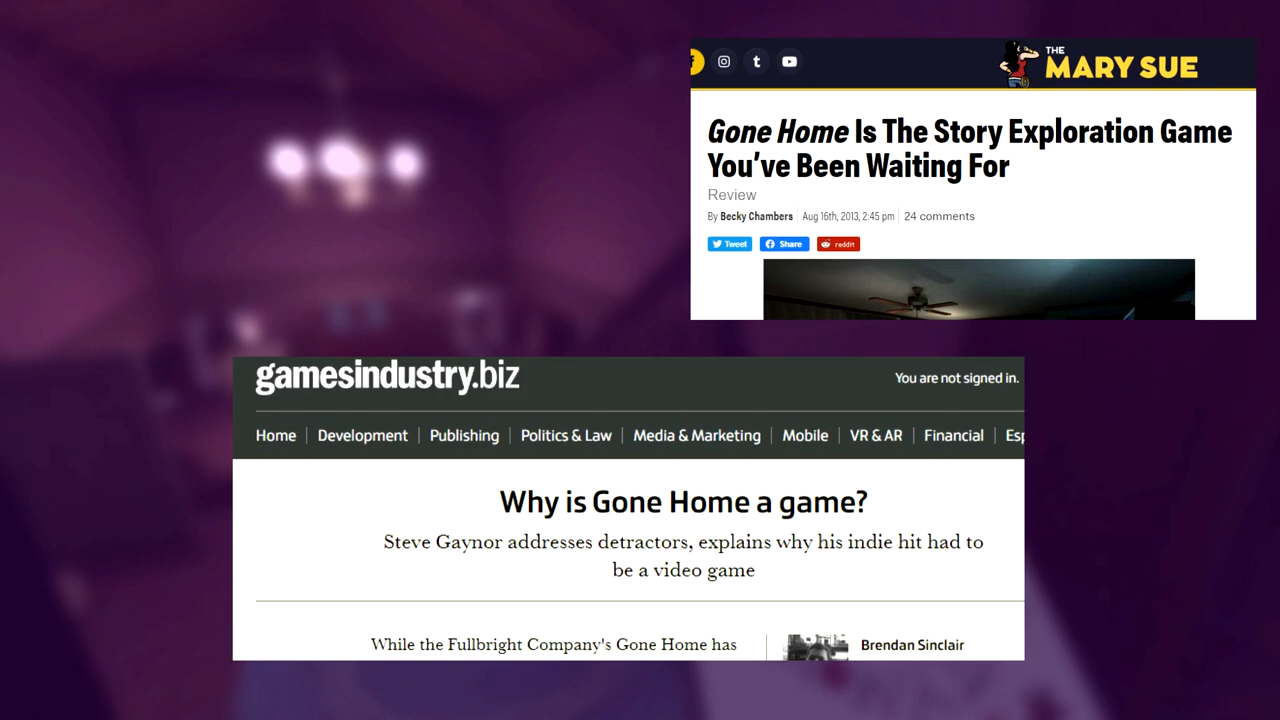 THE
MARY SUE
Gone Home Is The Story Exploration Game
You've Been Waiting For
Review
By Becky Chambers Aug 16th, 2013, 2:45 pm 24 comments
Tweet Share reddit
gamesindustry.biz
You are not signed in.
Home Development Publishing Politics & Law Media & Marketing Mobile VR & AR Financial Esp
Why is Gone Home a game?
Steve Gaynor addresses detractors, explains why his indie hit had to
be a video game
While the Fullbright Company's Gone Home has
Brendan Sinclair